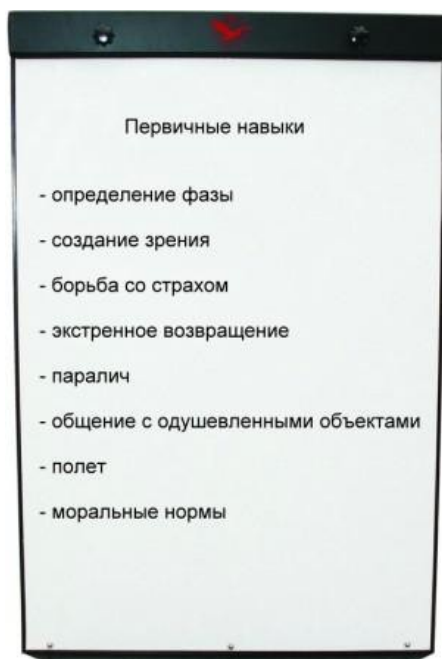 Первичные навыки
- определение фазы
- создание зрения
- борьба со страхом
- экстренное возвращение
- паралич
- общение с одушевленными объектами
- полет
- моральные нормы